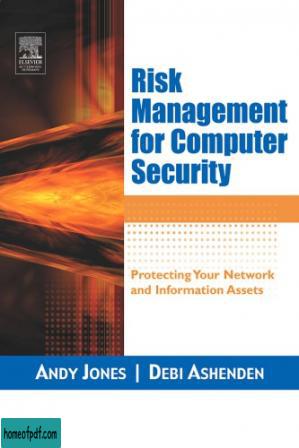 ELSEVIER
Risk
Management
for Computer
Security
Protecting Your Network
and Information Assets
ANDY JONES | DEBI ASHENDEN
homeofpdf.com